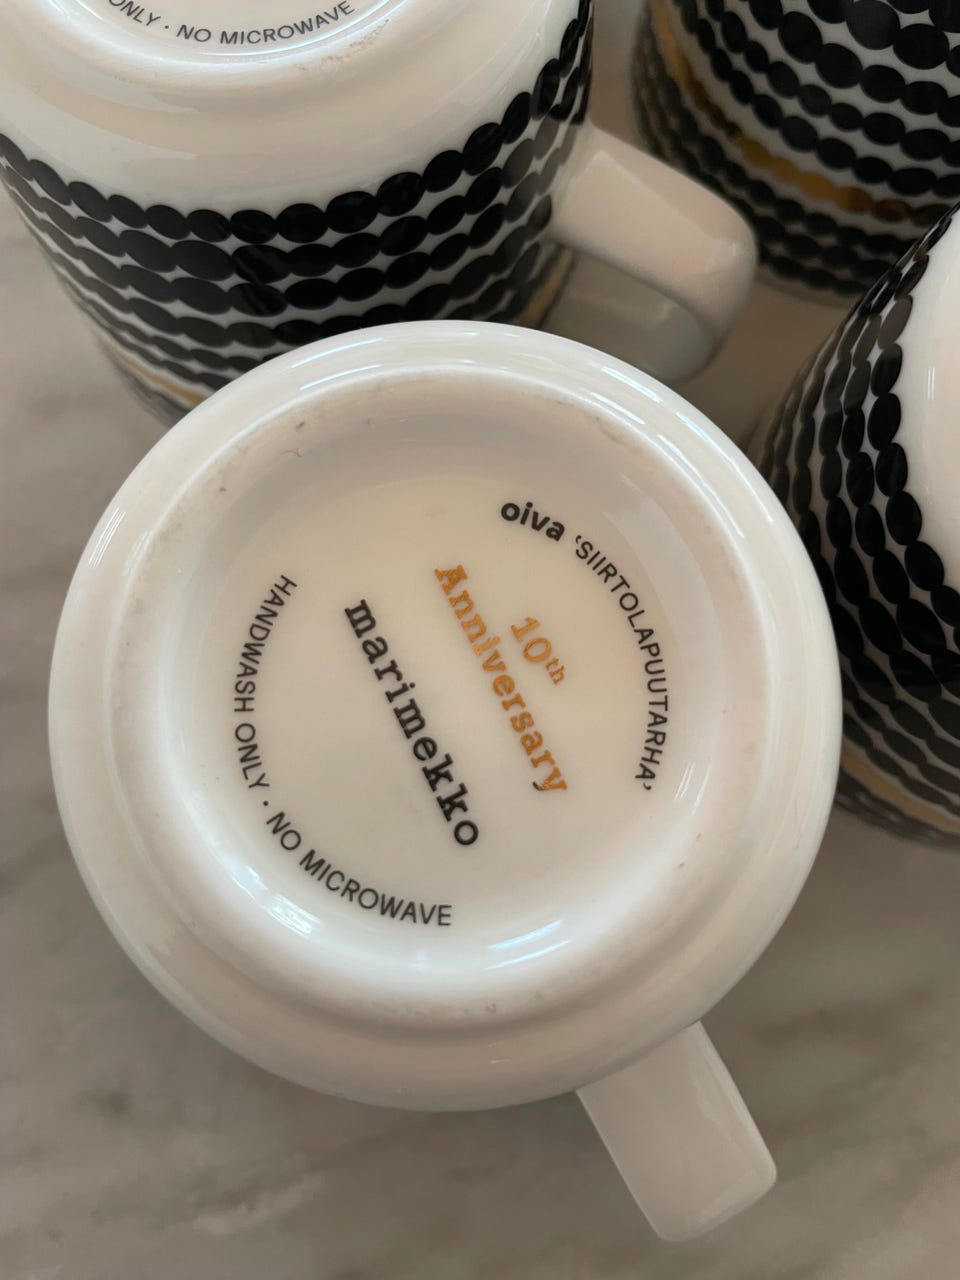 ONLY · NO MICROWAVE
oiva ‘SIIRTOLAPUUTARHA’
10th
Anniversary
marimekko
HANDWASH ONLY · NO MICROWAVE